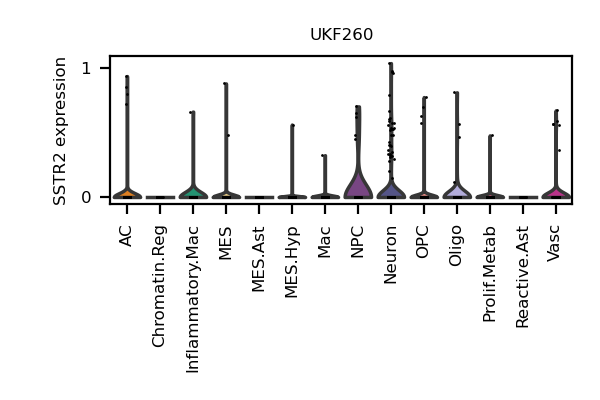 UKF260
SSTR2 expression
1
0
AC
Chromatin.Reg
Inflammatory.Mac
MES
MES.Ast
MES.Hyp
Mac
NPC
Neuron
OPC
Oligo
Prolif.Metab
Reactive.Ast
Vasc